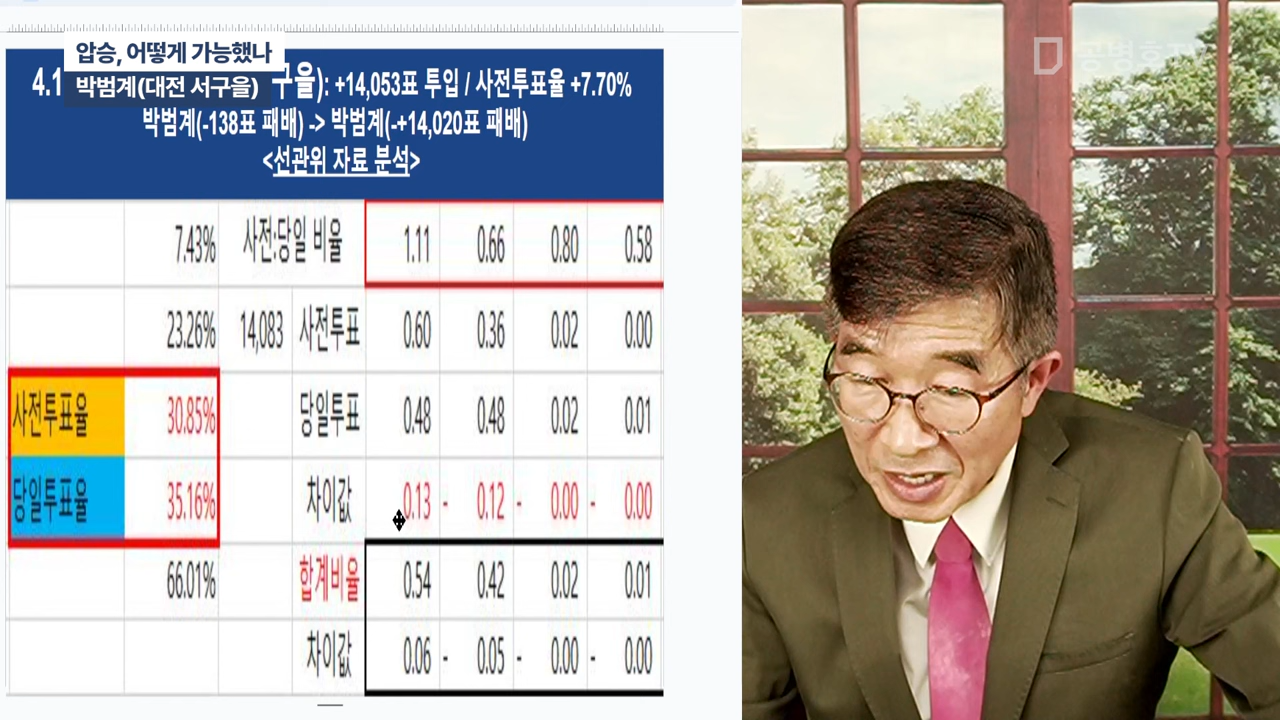 압승, 어떻게 가능했나
박범계(대전 서구을)
4.1 구을): +14,053표 투입 / 사전투표율 +7.70%
박범계(-138표 패배) -> 박범계(-+14,020표 패배)
<선관위 자료 분석>
7.43% 사전:당일 비율 1.11 0.66 0.80 0.58
23.26% 14,083 사전투표 0.60 0.36 0.02 0.00
사전투표율 30.85% 당일투표 0.48 0.48 0.02 0.01
당일투표율 35.16% 차이값 0.13 - 0.12 - 0.00 - 0.00
66.01% 합계비율 0.54 0.42 0.02 0.01
차이값 0.06 - 0.05 - 0.00 - 0.00
공병호